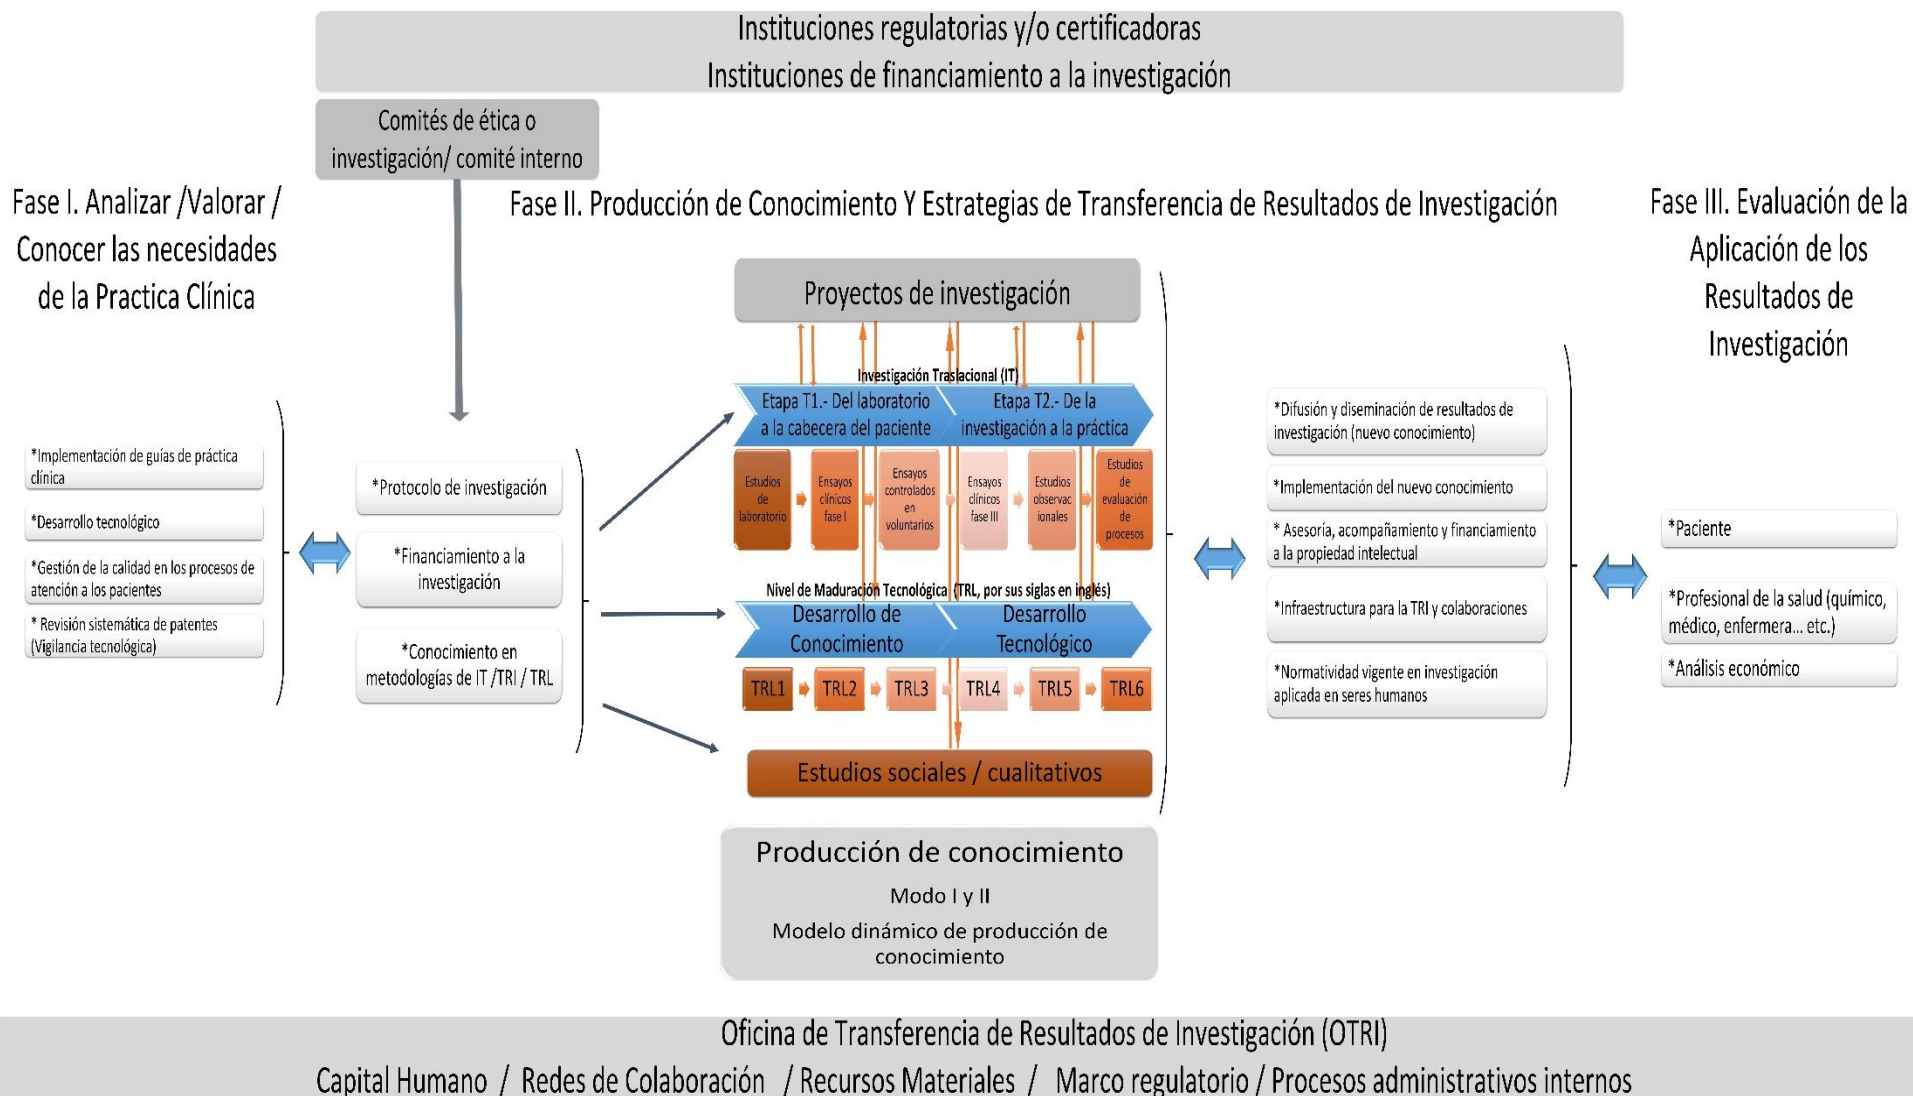 Instituciones regulatorias y/o certificadoras
Instituciones de financiamiento a la investigación
Comités de ética o
investigación/ comité interno
Fase I. Analizar /Valorar /
Conocer las necesidades
de la Practica Clínica
Fase II. Producción de Conocimiento Y Estrategias de Transferencia de Resultados de Investigación
Fase III. Evaluación de la
Aplicación de los
Resultados de
Investigación
*Implementación de guías de práctica
clínica
*Desarrollo tecnológico
*Gestión de la calidad en los procesos de
atención a los pacientes
* Revisión sistemática de patentes
(Vigilancia tecnológica)
*Protocolo de investigación
*Financiamiento a la
investigación
*Conocimiento en
metodologías de IT /TRI / TRL
Proyectos de investigación
Investigación Traslacional (IT)
Etapa T1.- Del laboratorio
a la cabecera del paciente
Etapa T2.- De la
investigación a la práctica
Estudios
de
laboratorio
Ensayos
clínicos
fase I
Ensayos
controlados
en
voluntarios
Ensayos
clínicos
fase III
Estudios
observac
ionales
Estudios
de
evaluación
de
procesos
Nivel de Maduración Tecnológica (TRL, por sus siglas en inglés)
Desarrollo de
Conocimiento
Desarrollo
Tecnológico
TRL1
TRL2
TRL3
TRL4
TRL5
TRL6
Estudios sociales / cualitativos
Producción de conocimiento
Modo I y II
Modelo dinámico de producción de
conocimiento
*Difusión y diseminación de resultados de
investigación (nuevo conocimiento)
*Implementación del nuevo conocimiento
* Asesoría, acompañamiento y financiamiento
a la propiedad intelectual
*Infraestructura para la TRI y colaboraciones
*Normatividad vigente en investigación
aplicada en seres humanos
*Paciente
*Profesional de la salud (químico,
médico, enfermera... etc.)
*Análisis económico
Oficina de Transferencia de Resultados de Investigación (OTRI)
Capital Humano / Redes de Colaboración / Recursos Materiales / Marco regulatorio / Procesos administrativos internos